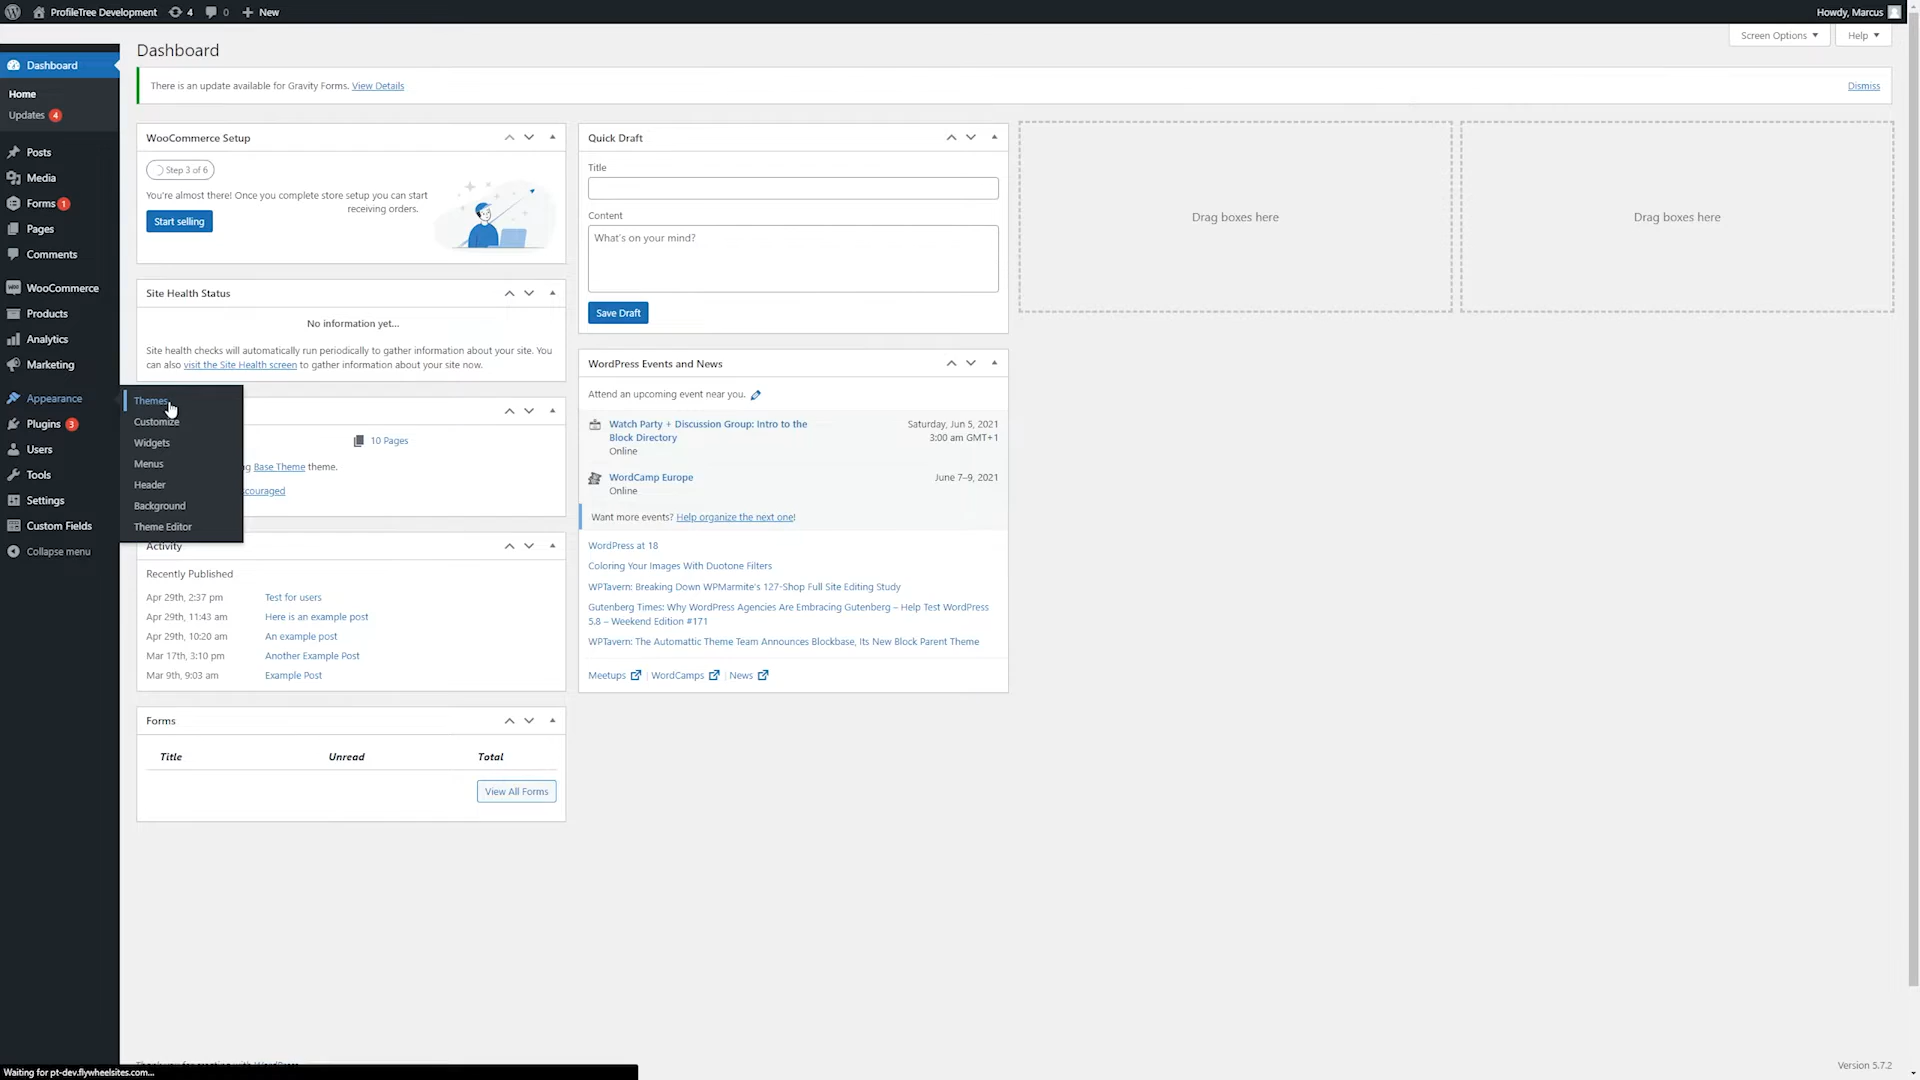 ProfileTree Development
4
0
New
Howdy, Marcus
Screen Options
Help
Dashboard
Home
Updates 4
Posts
Media
Forms 1
Pages
Comments
WooCommerce
Products
Analytics
Marketing
Appearance
Plugins 3
Users
Tools
Settings
Custom Fields
Collapse menu
Themes
Customize
Widgets
Menus
Header
Background
Theme Editor
Dashboard
There is an update available for Gravity Forms. View Details
Dismiss
WooCommerce Setup
Step 3 of 6
You're almost there! Once you complete store setup you can start
receiving orders.
Start selling
Site Health Status
No information yet...
Site health checks will automatically run periodically to gather information about your site. You
can also visit the Site Health screen to gather information about your site now.
10 Pages
g Base Theme theme.
scouraged
Activity
Recently Published
Apr 29th, 2:37 pm Test for users
Apr 29th, 11:43 am Here is an example post
Apr 29th, 10:20 am An example post
Mar 17th, 3:10 pm Another Example Post
Mar 9th, 9:03 am Example Post
Forms
Title Unread Total
View All Forms
Quick Draft
Title
Content
What's on your mind?
Save Draft
WordPress Events and News
Attend an upcoming event near you.
Watch Party + Discussion Group: Intro to the
Block Directory
Online
Saturday, Jun 5, 2021
3:00 am GMT+1
WordCamp Europe
Online
June 7–9, 2021
Want more events? Help organize the next one!
WordPress at 18
Coloring Your Images With Duotone Filters
WPTavern: Breaking Down WPMarmite's 127-Shop Full Site Editing Study
Gutenberg Times: Why WordPress Agencies Are Embracing Gutenberg – Help Test WordPress
5.8 – Weekend Edition #171
WPTavern: The Automattic Theme Team Announces Blockbase, Its New Block Parent Theme
Meetups | WordCamps | News
Drag boxes here
Drag boxes here
Waiting for pt-dev.flywheelsites.com...
Version 5.7.2